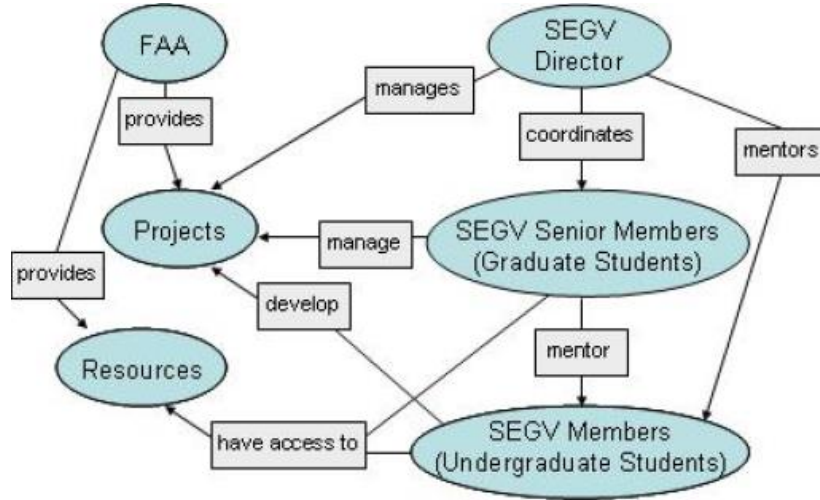 FAA
SEGV
Director
manages
provides
coordinates
mentors
Projects
manage
SEGV Senior Members
(Graduate Students)
provides
develop
mentor
Resources
have access to
SEGV Members
(Undergraduate Students)